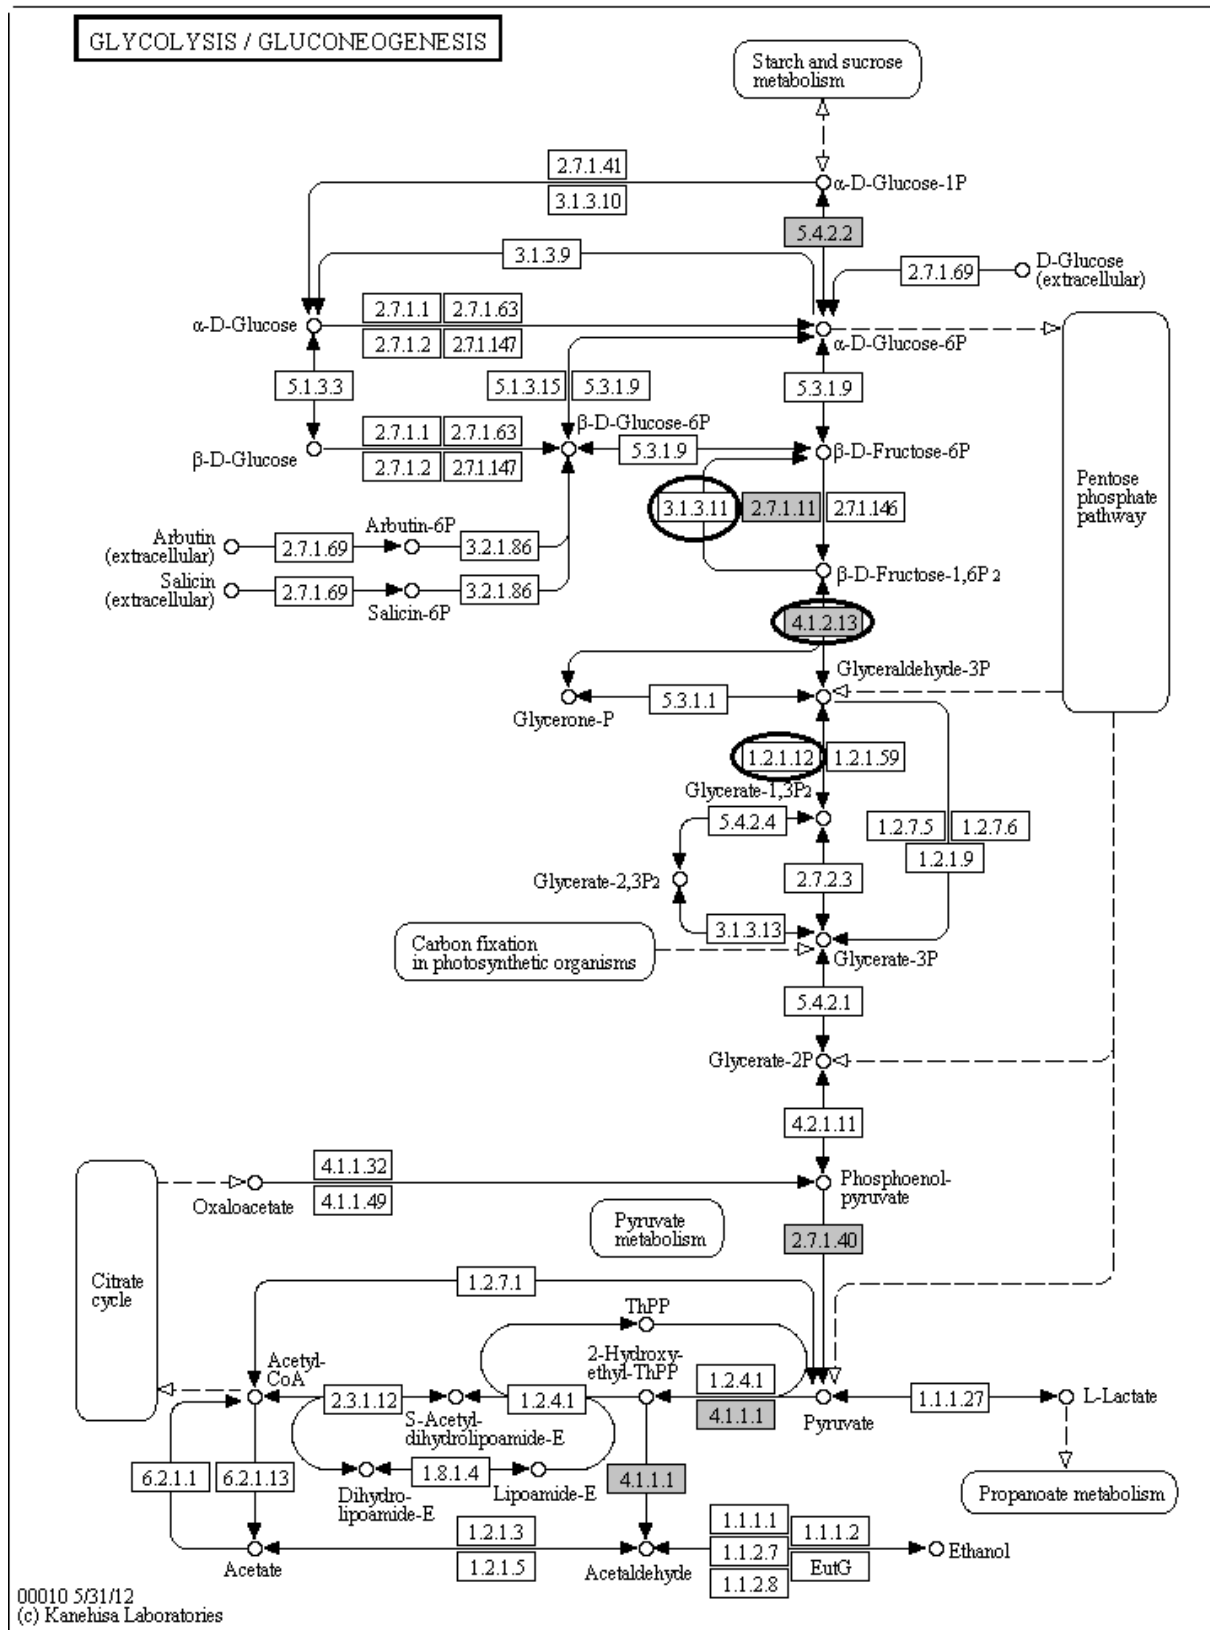 GLYCOLYSIS / GLUCONEOGENESIS
Starch and sucrose
metabolism
2.7.1.41
α-D-Glucose-1P
3.1.3.10
5.4.2.2
3.1.3.9
2.7.1.69
D-Glucose
(extracellular)
α-D-Glucose
2.7.1.1
2.7.1.63
2.7.1.2
2.7.1.147
α-D-Glucose-6P
5.1.3.3
5.1.3.15
5.3.1.9
5.3.1.9
β-D-Glucose-6P
β-D-Glucose
2.7.1.1
2.7.1.63
2.7.1.2
2.7.1.147
5.3.1.9
β-D-Fructose-6P
Pentose
phosphate
pathway
3.1.3.11
2.7.1.11
2.7.1.146
Arbutin
(extracellular)
2.7.1.69
Arbutin-6P
3.2.1.86
Salicin
(extracellular)
2.7.1.69
Salicin-6P
3.2.1.86
β-D-Fructose-1,6P2
4.1.2.13
Glyceraldehyde-3P
Glycerone-P
5.3.1.1
1.2.1.12
1.2.1.59
Glycerate-1,3P2
5.4.2.4
1.2.7.5
1.2.7.6
1.2.1.9
Glycerate-2,3P2
2.7.2.3
3.1.3.13
Carbon fixation
in photosynthetic organisms
Glycerate-3P
5.4.2.1
Glycerate-2P
4.2.1.11
4.1.1.32
Oxaloacetate
4.1.1.49
Phosphoenol-
pyruvate
Pyruvate
metabolism
2.7.1.40
Citrate
cycle
1.2.7.1
ThPP
Acetyl-
CoA
2-Hydroxy-
ethyl-ThPP
2.3.1.12
S-Acetyl-
dihydrolipoamide-E
1.2.4.1
1.2.4.1
4.1.1.1
Pyruvate
1.1.1.27
L-Lactate
6.2.1.1
6.2.1.13
Dihydro-
lipoamide-E
1.8.1.4
Lipoamide-E
4.1.1.1
Propanoate metabolism
Acetate
1.2.1.3
1.2.1.5
Acetaldehyde
1.1.1.1
1.1.1.2
1.1.2.7
EutG
1.1.2.8
Ethanol
00010 5/31/12
(c) Kanehisa Laboratories